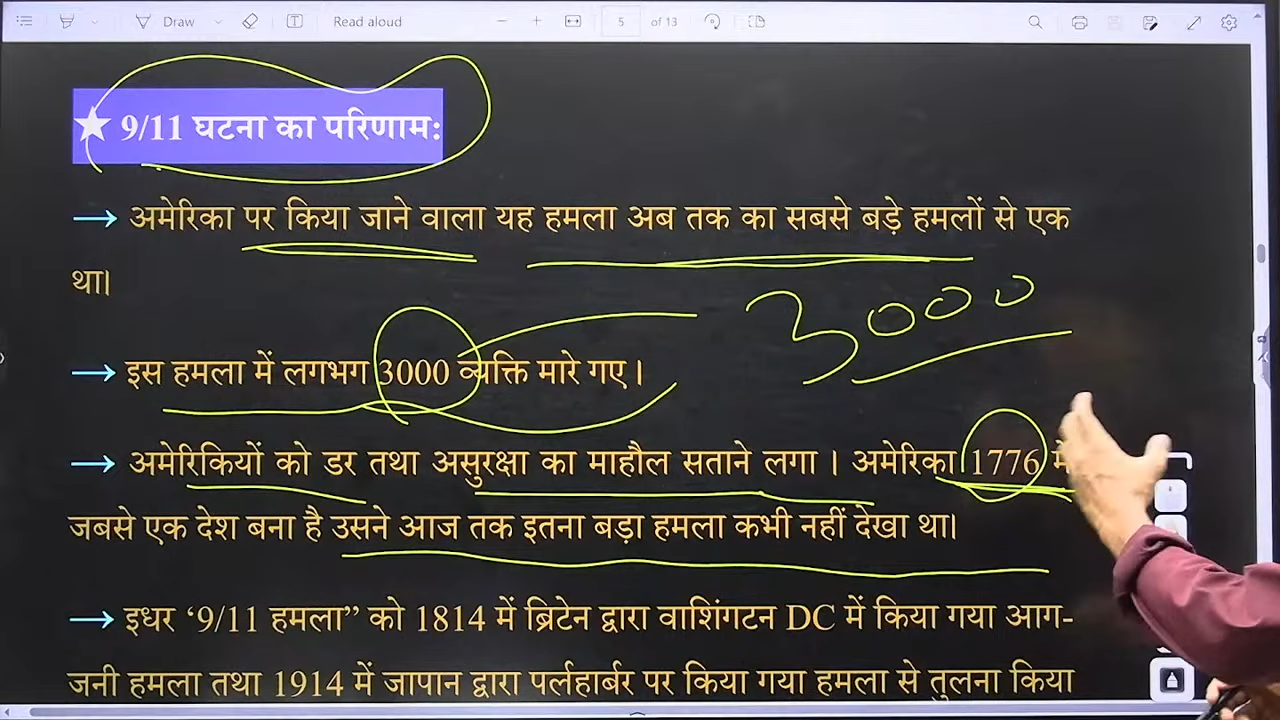 Draw
Read aloud
5 of 13
★ 9/11 घटना का परिणाम:
→ अमेरिका पर किया जाने वाला यह हमला अब तक का सबसे बड़े हमलों से एक
था।
3000
→ इस हमला में लगभग 3000 व्यक्ति मारे गए।
→ अमेरिकियों को डर तथा असुरक्षा का माहौल सताने लगा। अमेरिका 1776 में
जबसे एक देश बना है उसने आज तक इतना बड़ा हमला कभी नहीं देखा था।
→ इधर ‘9/11 हमला” को 1814 में ब्रिटेन द्वारा वाशिंगटन DC में किया गया आग-
जनी हमला तथा 1914 में जापान द्वारा पर्लहार्बर पर किया गया हमला से तुलना किया